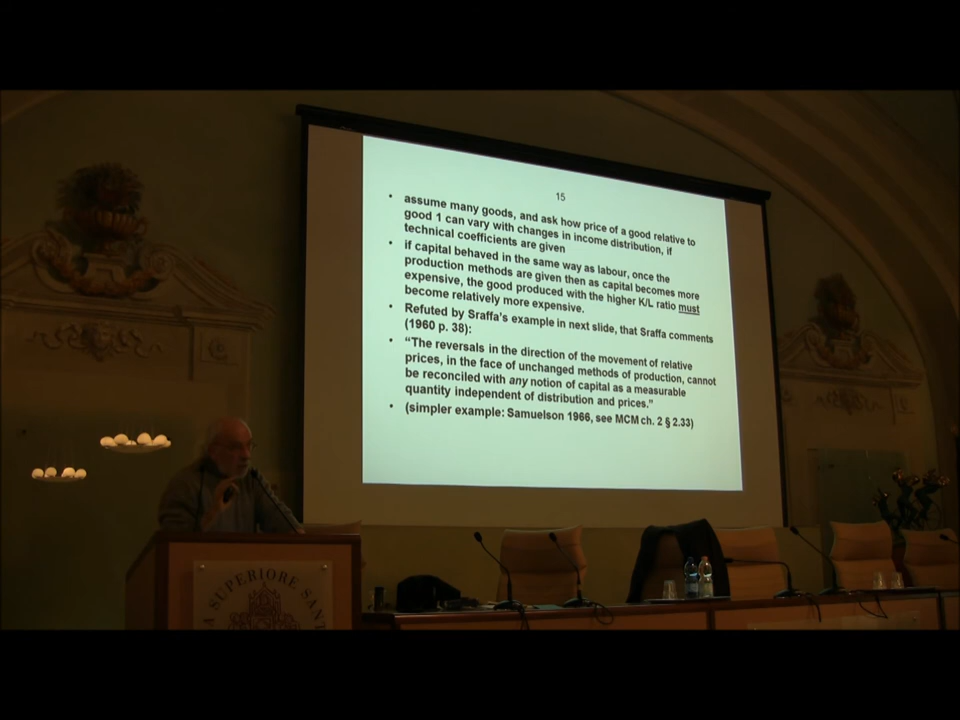 15
• assume many goods, and ask how price of a good relative to
good 1 can vary with changes in income distribution, if
technical coefficients are given
• if capital behaved in the same way as labour, once the
production methods are given then as capital becomes more
expensive, the good produced with the higher K/L ratio must
become relatively more expensive.
• Refuted by Sraffa's example in next slide, that Sraffa comments
(1960 p. 38):
• "The reversals in the direction of the movement of relative
prices, in the face of unchanged methods of production, cannot
be reconciled with any notion of capital as a measurable
quantity independent of distribution and prices."
• (simpler example: Samuelson 1966, see MCM ch. 2 § 2.33)
SUPERIORE